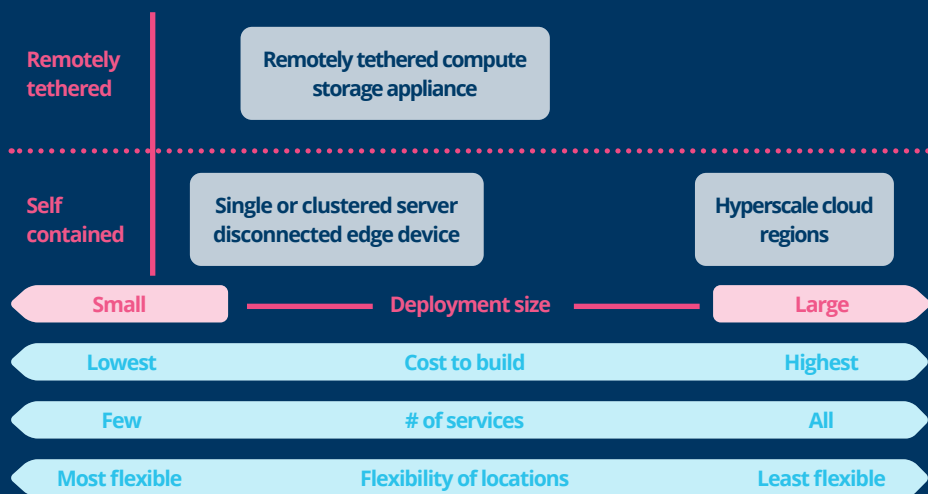 Remotely
tethered
Remotely tethered compute
storage appliance
Self
contained
Single or clustered server
disconnected edge device
Hyperscale cloud
regions
Small Deployment size Large
Lowest Cost to build Highest
Few # of services All
Most flexible Flexibility of locations Least flexible